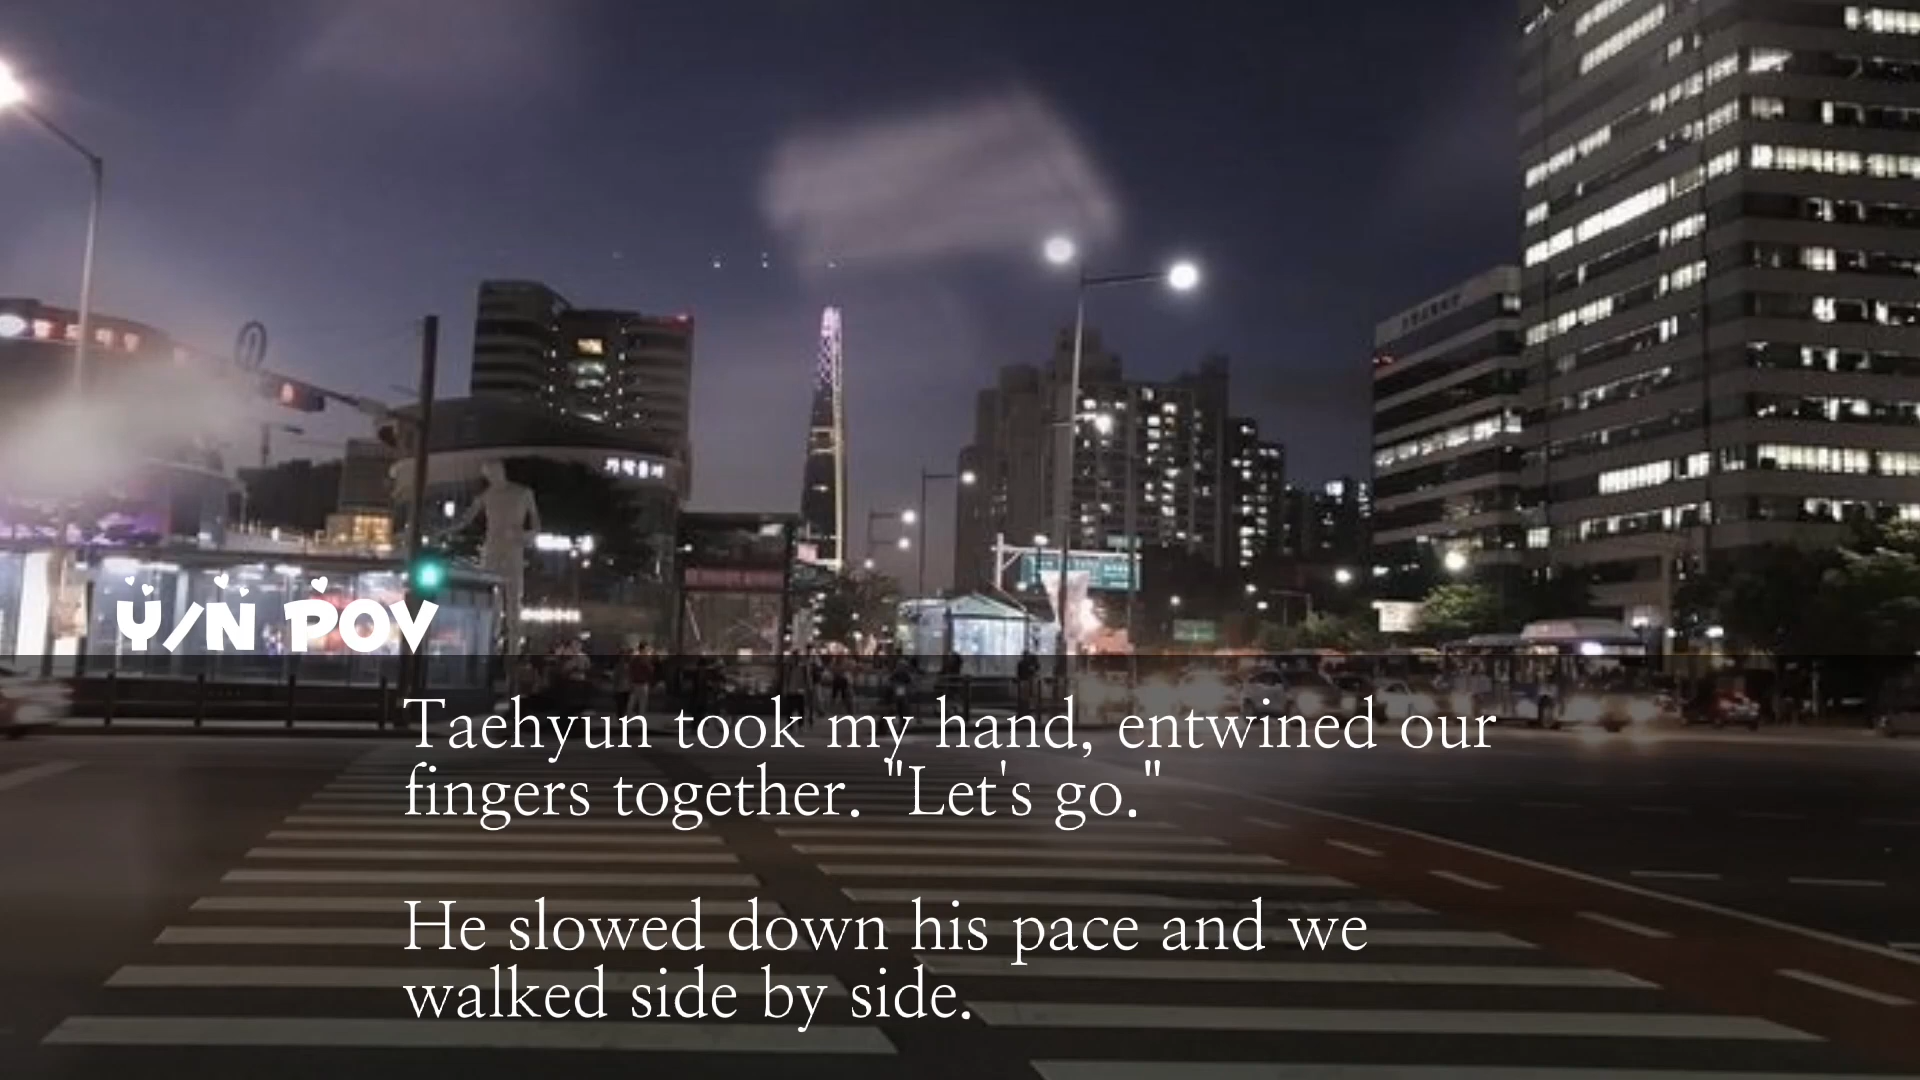 Y/N POV
Taehyun took my hand, entwined our
fingers together. "Let's go."
He slowed down his pace and we
walked side by side.